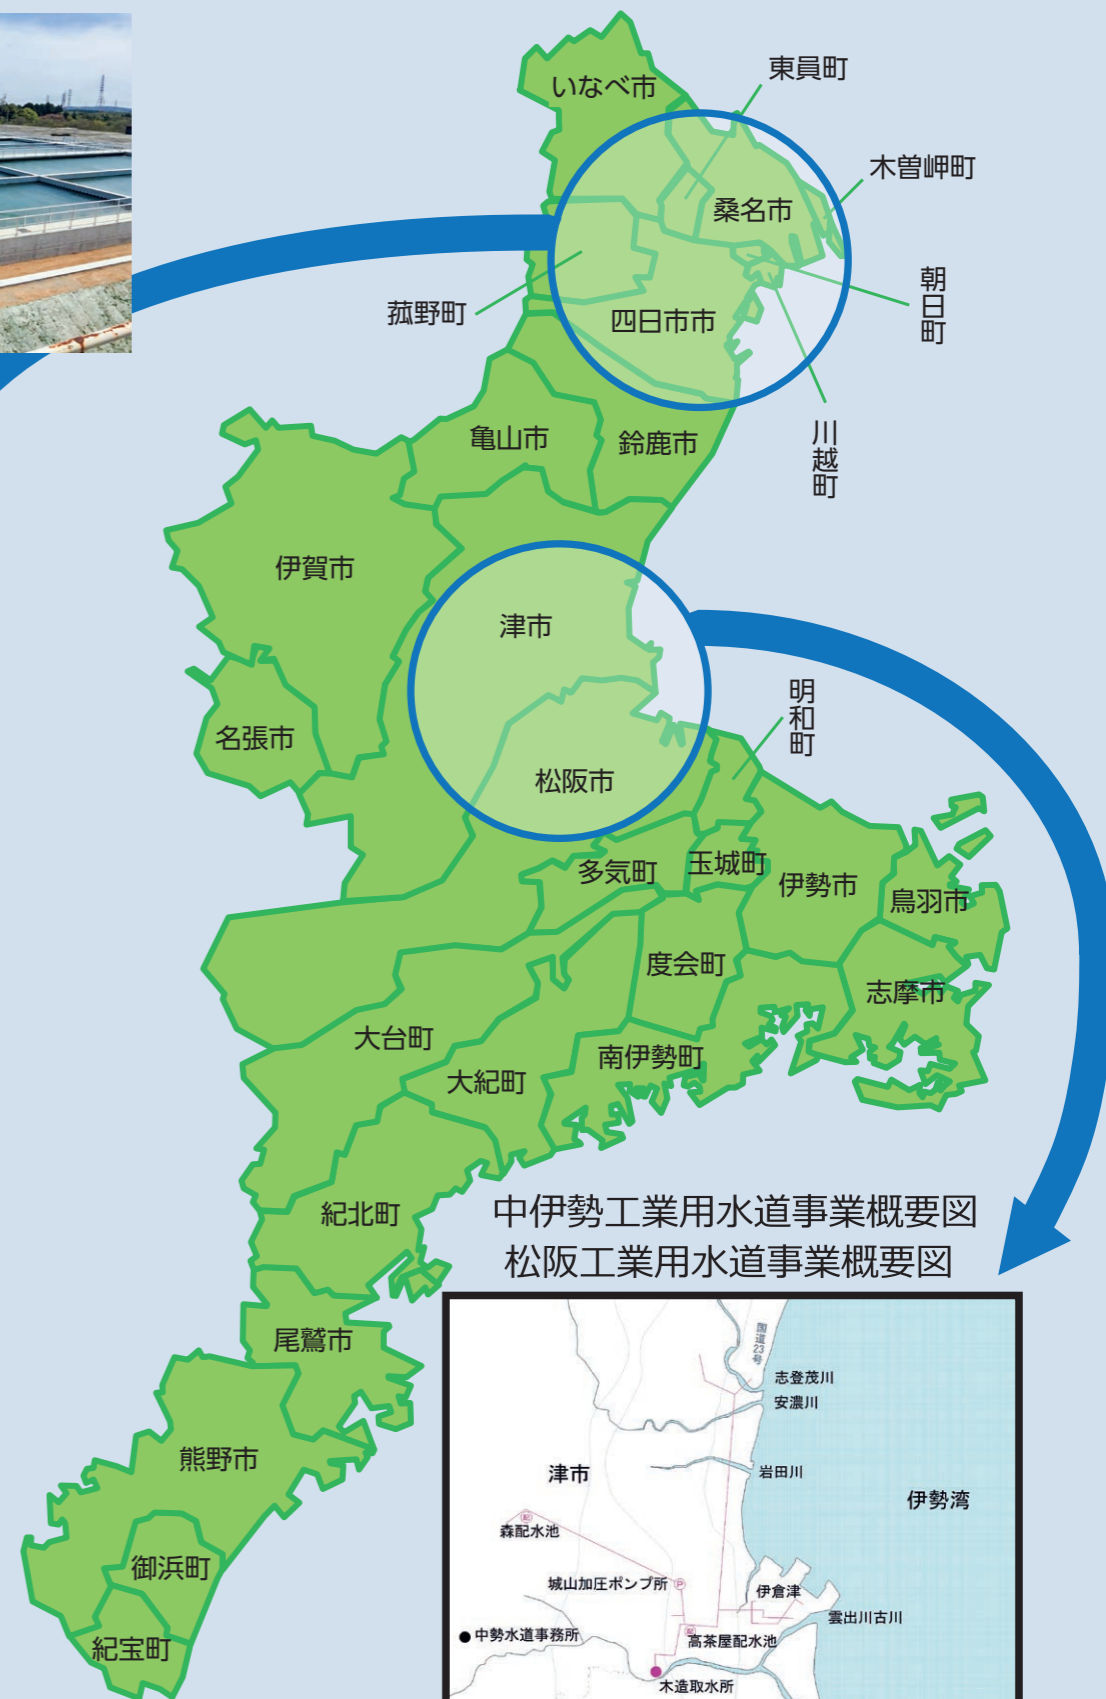 いなべ市
東員町
木曽岬町
桑名市
朝日町
菰野町
四日市市
川越町
亀山市
鈴鹿市
伊賀市
津市
明和町
名張市
松阪市
多気町
玉城町
伊勢市
鳥羽市
度会町
志摩市
大台町
南伊勢町
大紀町
紀北町
中伊勢工業用水道事業概要図
松阪工業用水道事業概要図
尾鷲市
熊野市
御浜町
紀宝町
国道23号
志登茂川
安濃川
岩田川
津市
伊勢湾
配
森配水池
城山加圧ポンプ所
P
伊倉津
雲出川古川
中勢水道事務所
配
高茶屋配水池
木造取水所